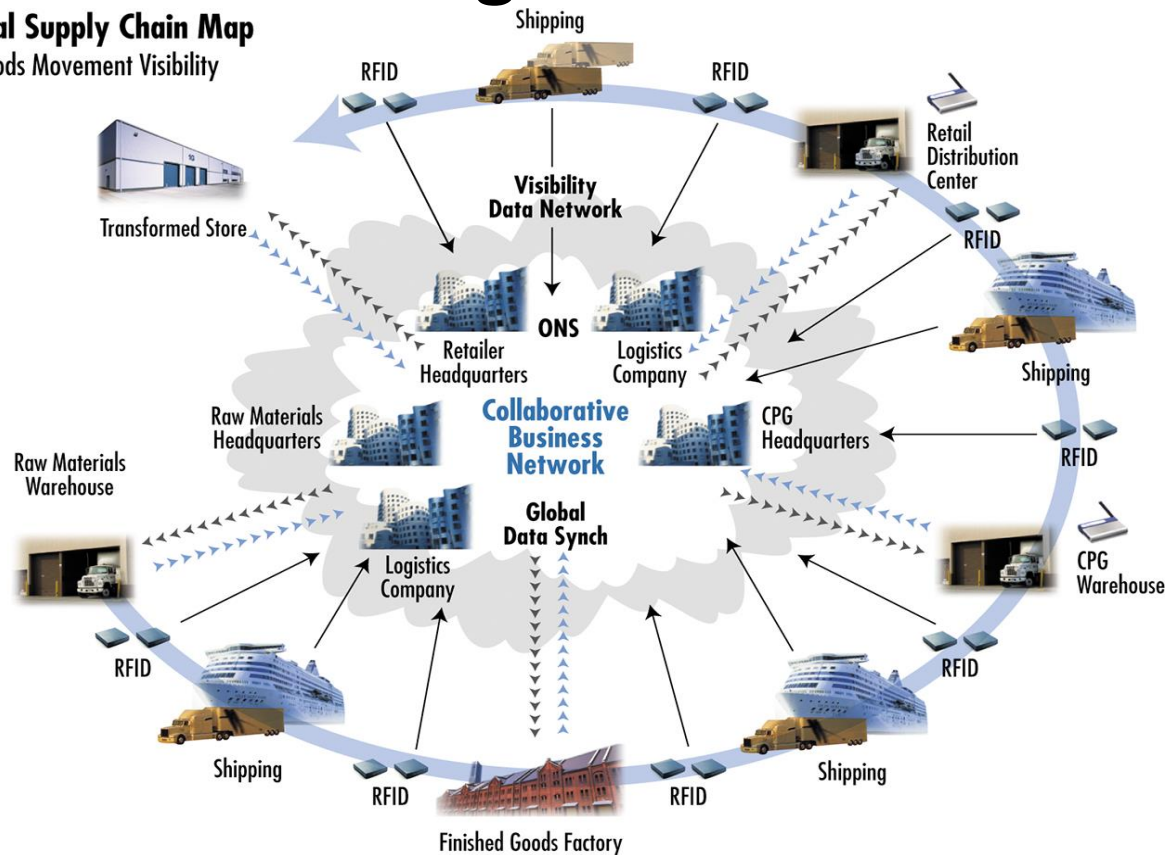 al Supply Chain Map
ods Movement Visibility
Shipping
RFID
RFID
Retail
Distribution
Center
Transformed Store
Visibility
Data Network
RFID
ONS
Retailer
Headquarters
Logistics
Company
Shipping
Raw Materials
Headquarters
Collaborative
Business
Network
CPG
Headquarters
RFID
Raw Materials
Warehouse
Global
Data Synch
Logistics
Company
CPG
Warehouse
RFID
RFID
Shipping
RFID
RFID
Shipping
Finished Goods Factory